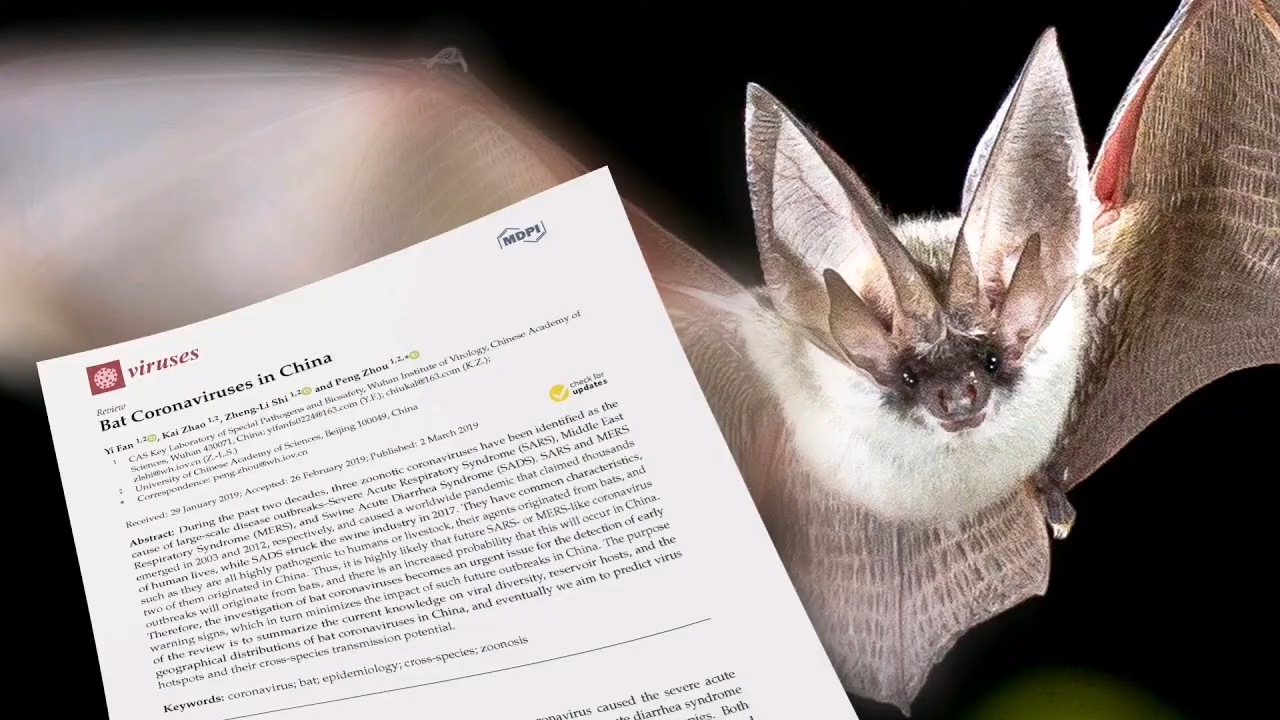 MDPI
viruses
Review
Bat Coronaviruses in China
Yi Fan 1,2, Kai Zhao 1,2, Zheng-Li Shi 1,2 and Peng Zhou 1,2,*
1 CAS Key Laboratory of Special Pathogens and Biosafety, Wuhan Institute of Virology, Chinese Academy of
Sciences, Wuhan 430071, China; yifanfa0224@163.com (Y.F.); chiukal@163.com (K.Z.);
zlshi@wh.iov.cn (Z.-L.S.)
2 University of Chinese Academy of Sciences, Beijing 100049, China
* Correspondence: peng.zhou@wh.iov.cn
check for
updates
Received: 29 January 2019; Accepted: 26 February 2019; Published: 2 March 2019
Abstract: During the past two decades, three zoonotic coronaviruses have been identified as the
cause of large-scale disease outbreaks–Severe Acute Respiratory Syndrome (SARS), Middle East
Respiratory Syndrome (MERS), and Swine Acute Diarrhea Syndrome (SADS). SARS and MERS
emerged in 2003 and 2012, respectively, and caused a worldwide pandemic that claimed thousands
of human lives, while SADS struck the swine industry in 2017. They have common characteristics,
such as they are all highly pathogenic to humans or livestock, their agents originated from bats, and
two of them originated in China. Thus, it is highly likely that future SARS- or MERS-like coronavirus
outbreaks will originate from bats, and there is an increased probability that this will occur in China.
Therefore, the investigation of bat coronaviruses becomes an urgent issue for the detection of early
warning signs, which in turn minimizes the impact of such future outbreaks in China. The purpose
of the review is to summarize the current knowledge on viral diversity, reservoir hosts, and the
geographical distributions of bat coronaviruses in China, and eventually we aim to predict virus
hotspots and their cross-species transmission potential.
Keywords: coronavirus; bat; epidemiology; cross-species; zoonosis
caused the severe acute
diarrhea syndrome
pigs. Both